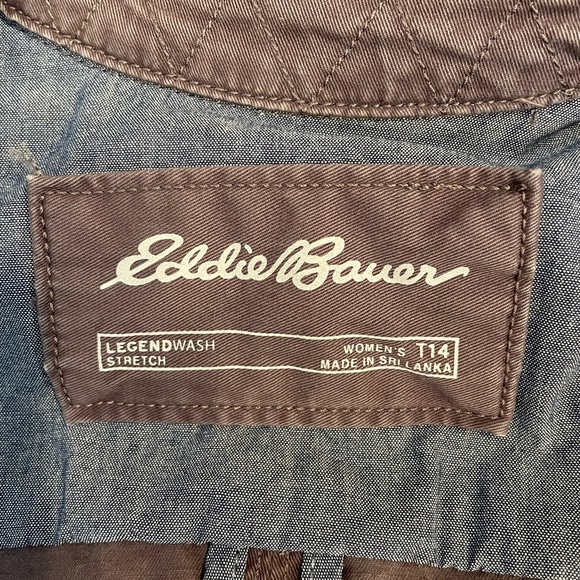 Eddie Bauer
LEGENDWASH WOMEN'S T14
STRETCH MADE IN SRI LANKA